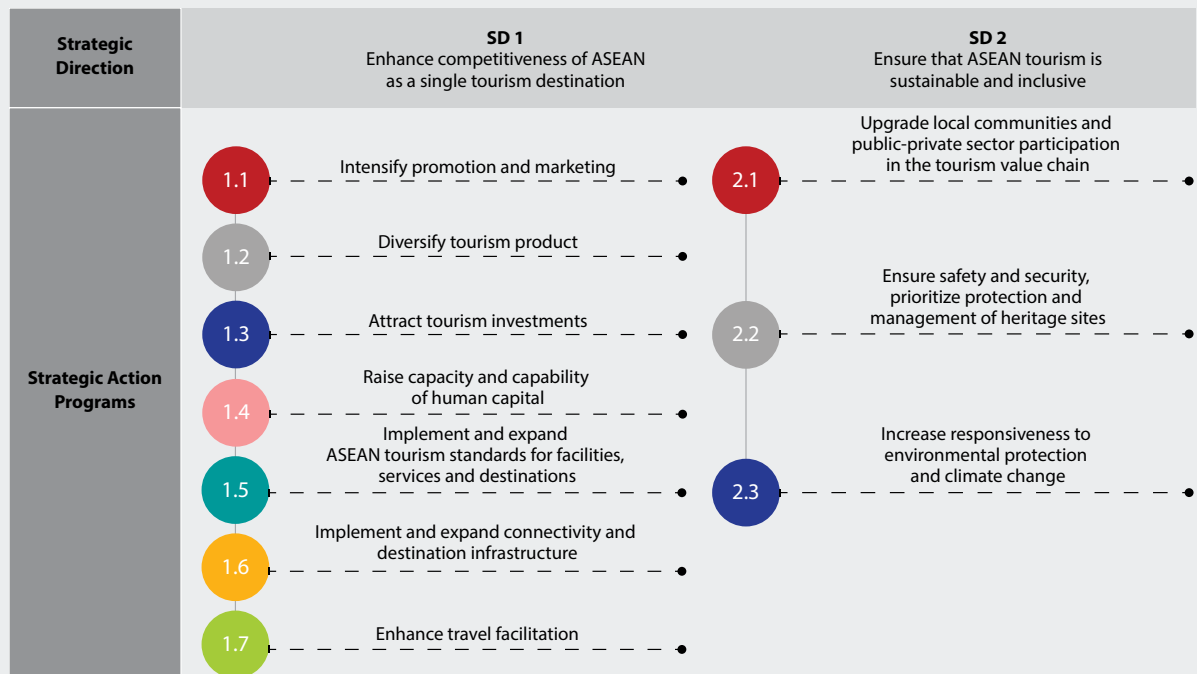 Strategic
Direction
SD 1
Enhance competitiveness of ASEAN
as a single tourism destination
SD 2
Ensure that ASEAN tourism is
sustainable and inclusive
Strategic Action
Programs
1.1
Intensify promotion and marketing
1.2
Diversify tourism product
1.3
Attract tourism investments
1.4
Raise capacity and capability
of human capital
1.5
Implement and expand
ASEAN tourism standards for facilities,
services and destinations
1.6
Implement and expand connectivity and
destination infrastructure
1.7
Enhance travel facilitation
2.1
Upgrade local communities and
public-private sector participation
in the tourism value chain
2.2
Ensure safety and security,
prioritize protection and
management of heritage sites
2.3
Increase responsiveness to
environmental protection
and climate change